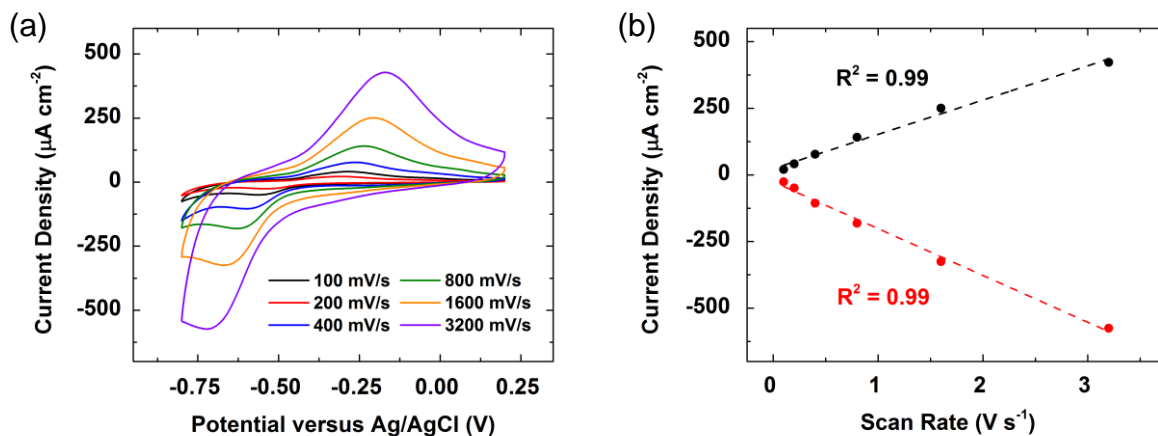 (a)
Current Density (µA cm⁻²)
500
250
0
-250
-500
100 mV/s
200 mV/s
400 mV/s
800 mV/s
1600 mV/s
3200 mV/s
-0.75
-0.50
-0.25
0.00
0.25
Potential versus Ag/AgCl (V)
(b)
Current Density (µA cm⁻²)
500
250
0
-250
-500
R² = 0.99
R² = 0.99
0
1
2
3
Scan Rate (V s⁻¹)